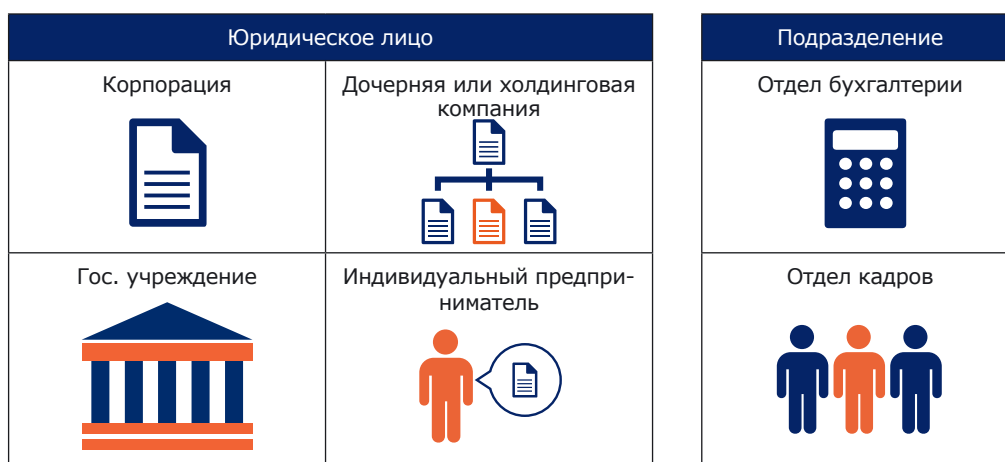 Юридическое лицо
Подразделение
Корпорация
Дочерняя или холдинговая
компания
Отдел бухгалтерии
Гос. учреждение
Индивидуальный предпри-
ниматель
Отдел кадров